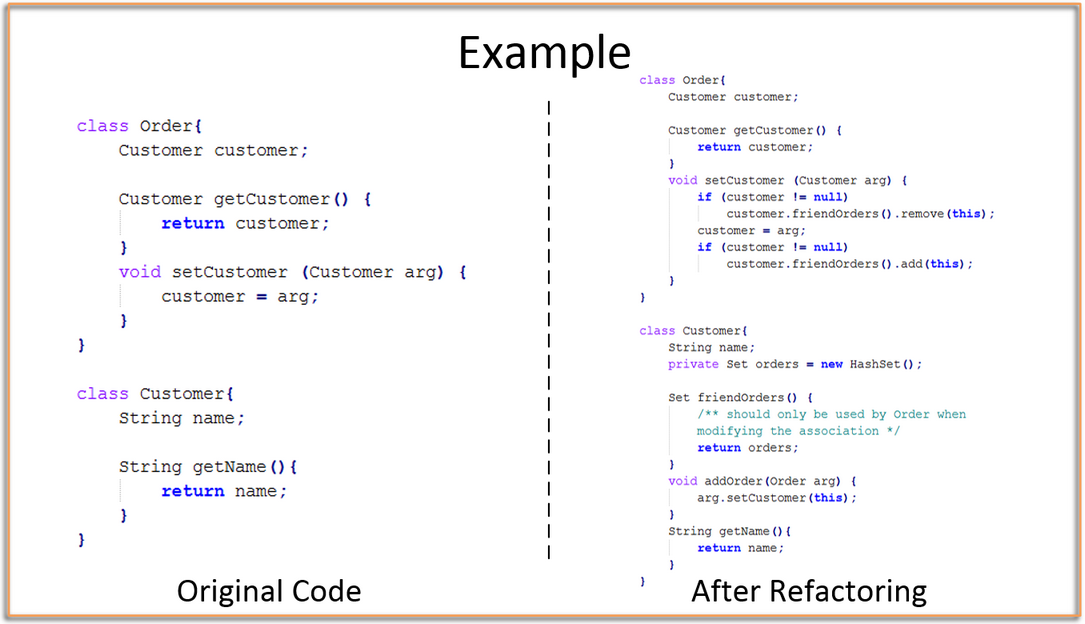 Example
class Order{
    Customer customer;
    Customer getCustomer() {
        return customer;
    }
    void setCustomer (Customer arg) {
        customer = arg;
    }
}
class Customer{
    String name;
    String getName(){
        return name;
    }
}
Original Code
class Order{
    Customer customer;
    Customer getCustomer() {
        return customer;
    }
    void setCustomer (Customer arg) {
        if (customer != null)
            customer.friendOrders().remove(this);
        customer = arg;
        if (customer != null)
            customer.friendOrders().add(this);
    }
}
class Customer{
    String name;
    private Set orders = new HashSet();
    Set friendOrders() {
        /** should only be used by Order when
        modifying the association */
        return orders;
    }
    void addOrder(Order arg) {
        arg.setCustomer(this);
    }
    String getName(){
        return name;
    }
}
After Refactoring